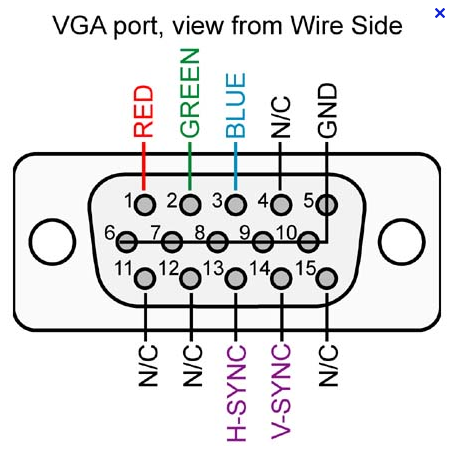 VGA port, view from Wire Side
RED GREEN BLUE N/C GND
1 2 3 4 5
6 7 8 9 10
11 12 13 14 15
N/C N/C H-SYNC V-SYNC N/C